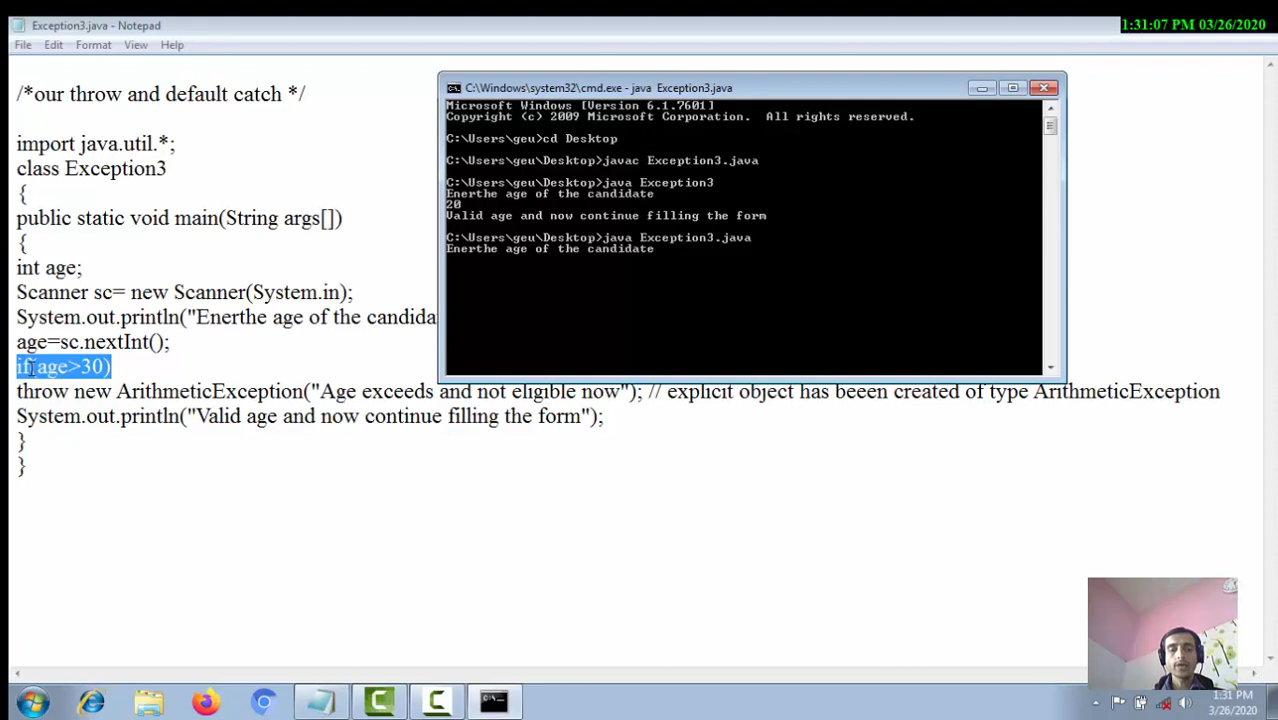 Exception3.java - Notepad
1:31:07 PM 03/26/2020
File Edit Format View Help
/*our throw and default catch */
import java.util.*;
class Exception3
{
public static void main(String args[])
{
int age;
Scanner sc= new Scanner(System.in);
System.out.println("Enerthe age of the candida
age=sc.nextInt();
if(age>30)
throw new ArithmeticException("Age exceeds and not eligible now"); // explicit object has beeen created of type ArithmeticException
System.out.println("Valid age and now continue filling the form");
}
}
C:\Windows\system32\cmd.exe - java Exception3.java
Microsoft Windows [Version 6.1.7601]
Copyright (c) 2009 Microsoft Corporation. All rights reserved.
C:\Users\geu>cd Desktop
C:\Users\geu\Desktop>javac Exception3.java
C:\Users\geu\Desktop>java Exception3
Enerthe age of the candidate
20
Valid age and now continue filling the form
C:\Users\geu\Desktop>java Exception3.java
Enerthe age of the candidate
1:31 PM
3/26/2020